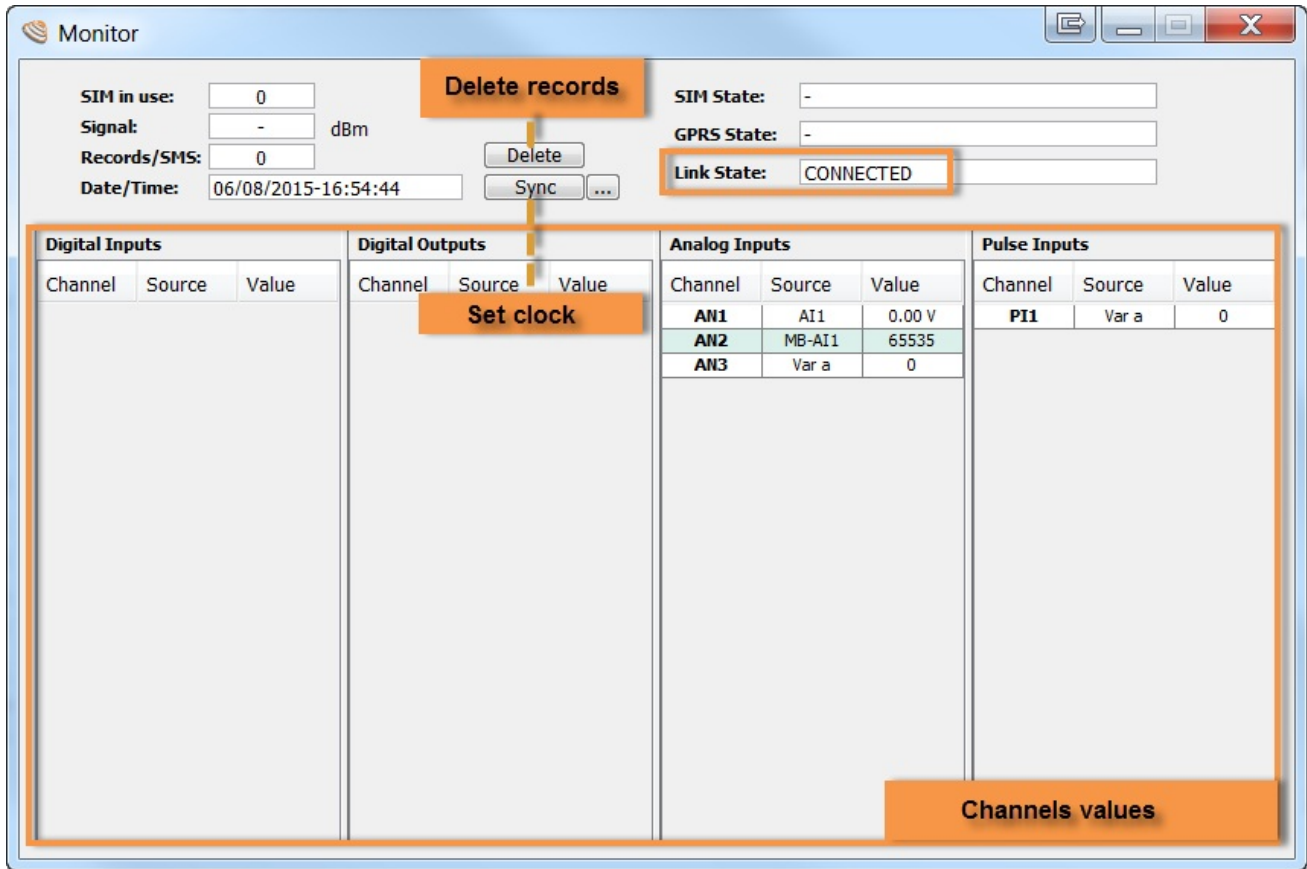 Monitor
SIM in use: 0
Signal: - dBm
Records/SMS: 0
Date/Time: 06/08/2015-16:54:44
Delete records
Delete
Sync ...
SIM State: -
GPRS State: -
Link State: CONNECTED
Digital Inputs
Channel Source Value
Digital Outputs
Channel Source Value
Set clock
Analog Inputs
Channel Source Value
AN1 AI1 0.00 V
AN2 MB-AI1 65535
AN3 Var a 0
Pulse Inputs
Channel Source Value
PI1 Var a 0
Channels values